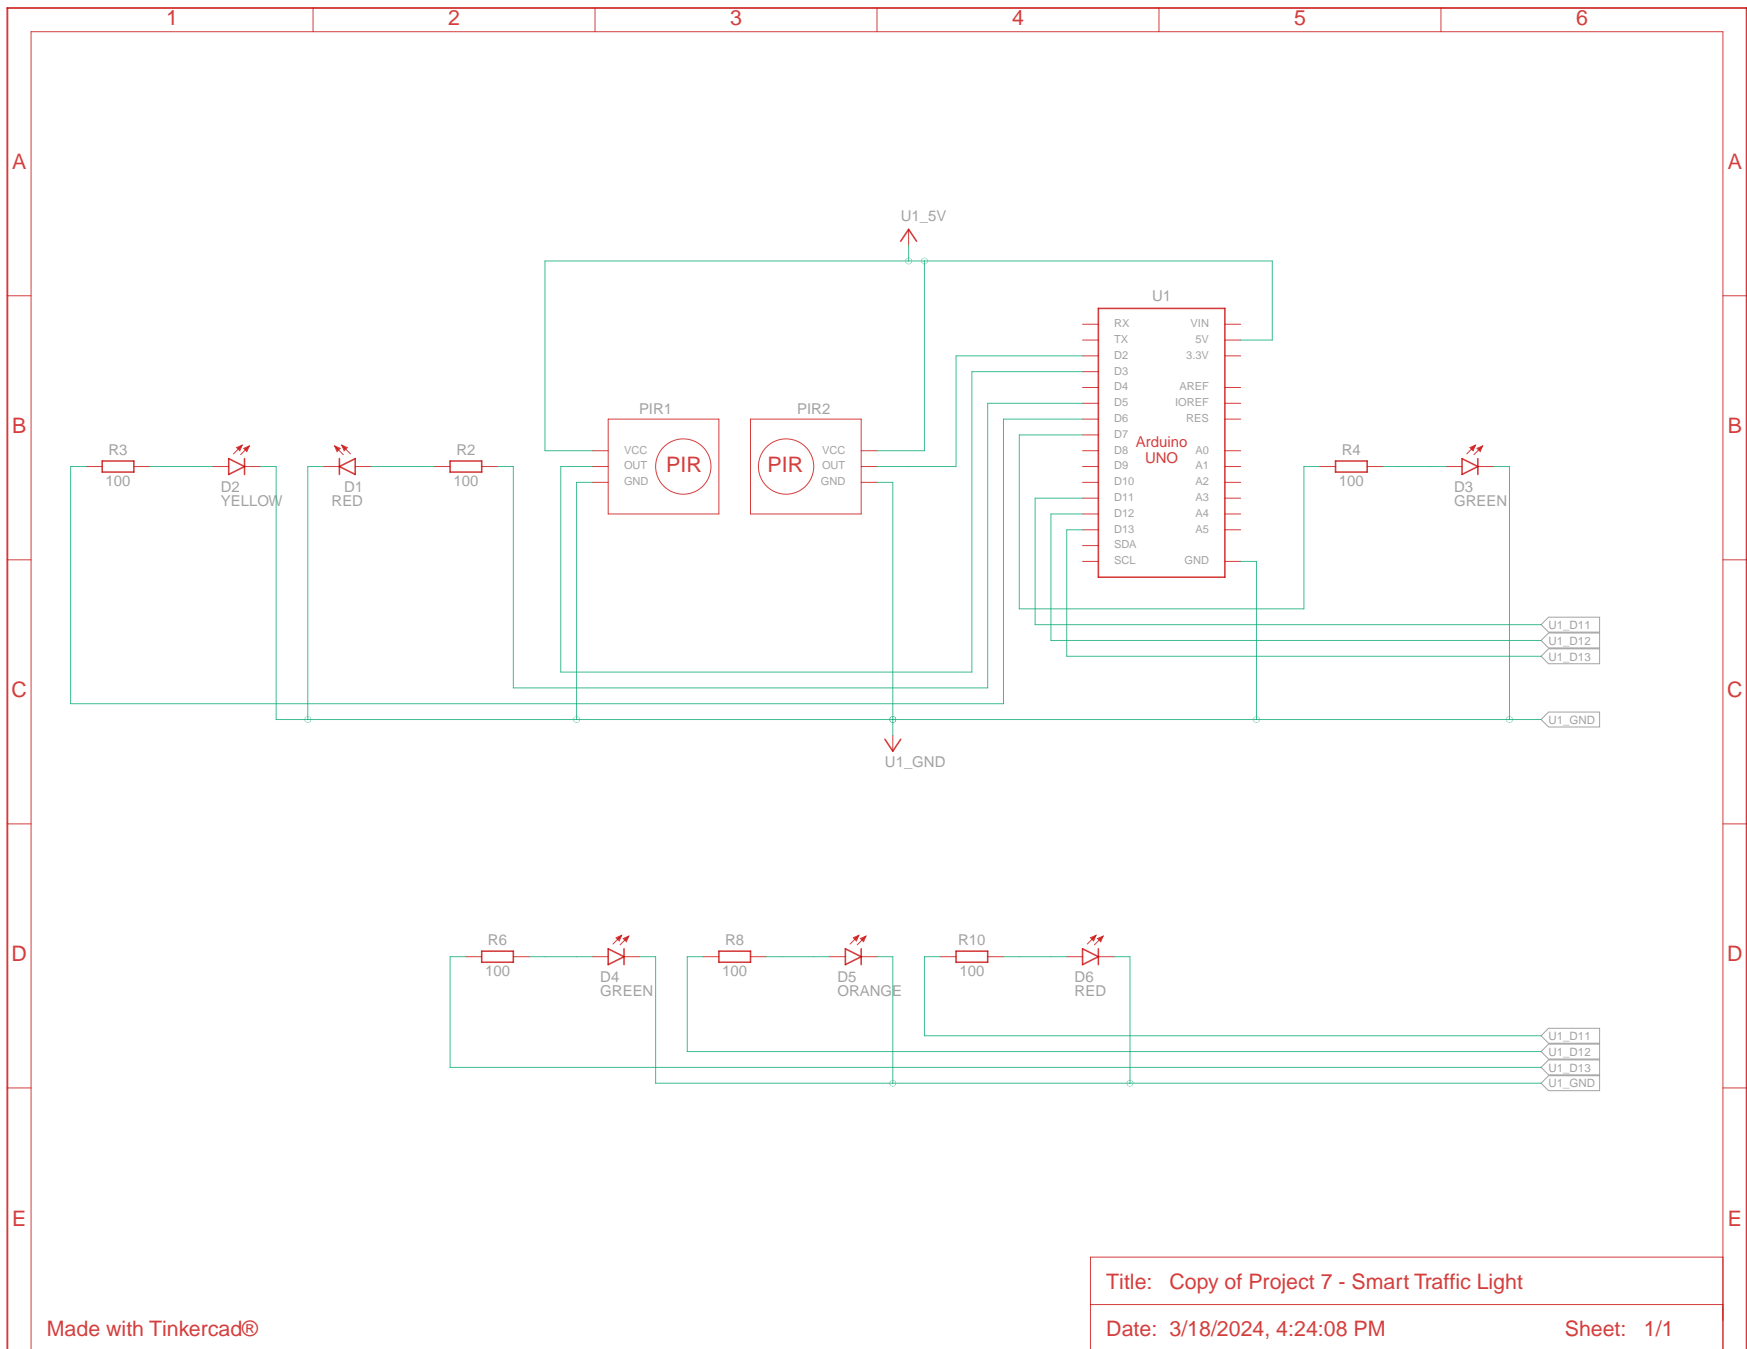 1 2 3 4 5 6
A A
U1_5V
U1
RX VIN
TX 5V
D2 3.3V
D3
D4 AREF
D5 IOREF
D6 RES
D7
D8 A0
D9 A1
D10 A2
D11 A3
D12 A4
D13 A5
SDA
SCL GND
Arduino
UNO
B B
PIR1
VCC
OUT
GND
PIR
PIR2
VCC
OUT
GND
PIR
R3
100
D2
YELLOW
D1
RED
R2
100
R4
100
D3
GREEN
U1_D11
U1_D12
U1_D13
C C
U1_GND
U1_GND
D D
R6
100
D4
GREEN
R8
100
D5
ORANGE
R10
100
D6
RED
U1_D11
U1_D12
U1_D13
U1_GND
E E
Title: Copy of Project 7 - Smart Traffic Light
Made with Tinkercad®
Date: 3/18/2024, 4:24:08 PM Sheet: 1/1